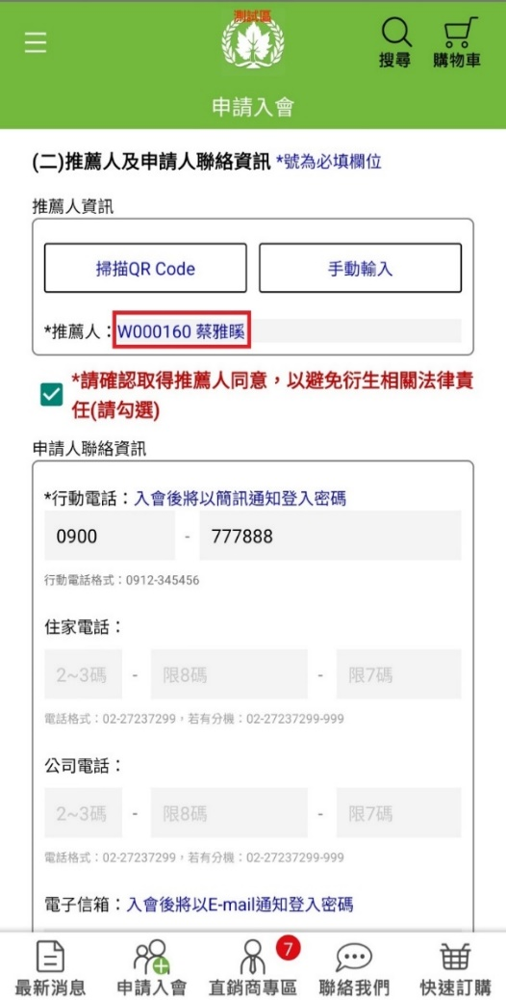 測試區
搜尋 購物車
申請入會
(二)推薦人及申請人聯絡資訊 *號為必填欄位
推薦人資訊
掃描QR Code 手動輸入
*推薦人：W000160 蔡雅暌
*請確認取得推薦人同意，以避免衍生相關法律責
任(請勾選)
申請人聯絡資訊
*行動電話：入會後將以簡訊通知登入密碼
0900 - 777888
行動電話格式：0912-345456
住家電話：
2~3碼 - 限8碼 - 限7碼
電話格式：02-27237299，若有分機：02-27237299-999
公司電話：
2~3碼 - 限8碼 - 限7碼
電話格式：02-27237299，若有分機：02-27237299-999
電子信箱：入會後將以E-mail通知登入密碼
7
最新消息 申請入會 直銷商專區 聯絡我們 快速訂購